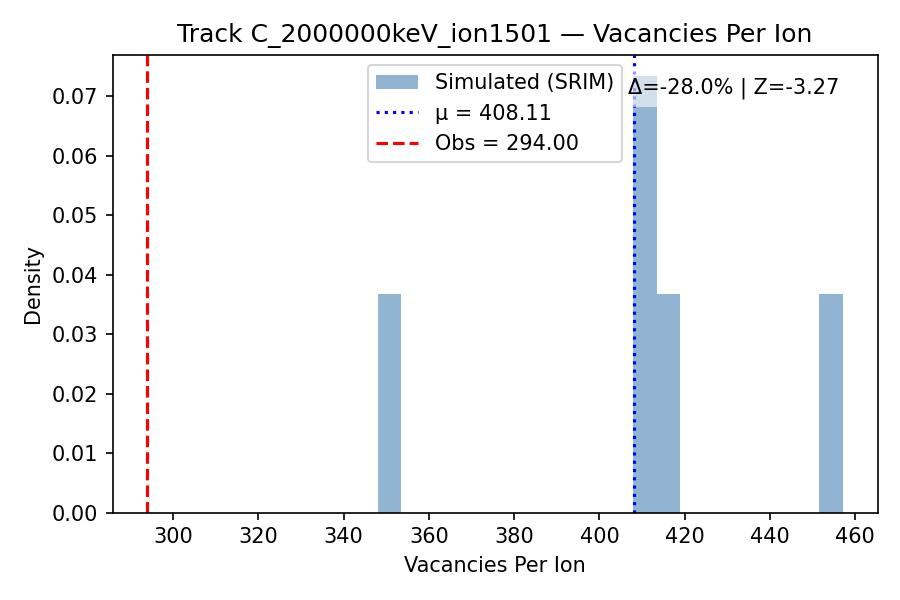 Track C_2000000keV_ion1501 — Vacancies Per Ion
Simulated (SRIM)
μ = 408.11
Obs = 294.00
Δ=-28.0% | Z=-3.27
Density
0.07
0.06
0.05
0.04
0.03
0.02
0.01
0.00
300 320 340 360 380 400 420 440 460
Vacancies Per Ion